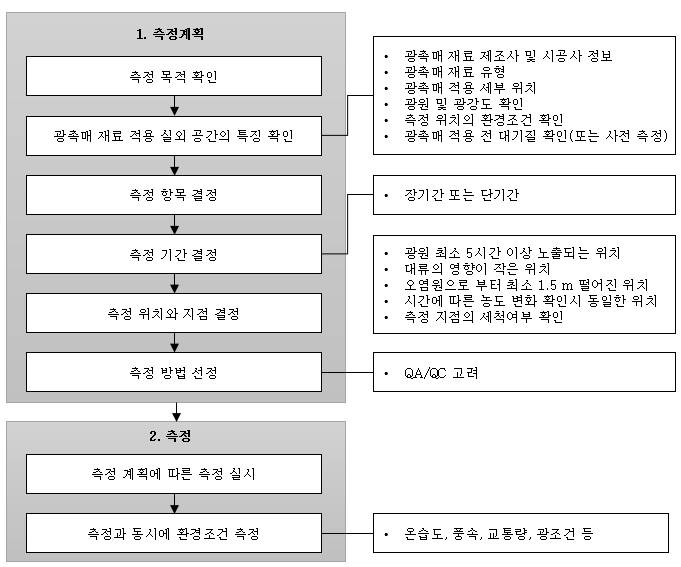 1. 측정계획
측정 목적 확인
광촉매 재료 적용 실외 공간의 특징 확인
• 광촉매 재료 제조사 및 시공사 정보
• 광촉매 재료 유형
• 광촉매 적용 세부 위치
• 광원 및 광강도 확인
• 측정 위치의 환경조건 확인
• 광촉매 적용 전 대기질 확인(또는 사전 측정)
측정 항목 결정
측정 기간 결정
• 장기간 또는 단기간
측정 위치와 지점 결정
• 광원 최소 5시간 이상 노출되는 위치
• 대류의 영향이 작은 위치
• 오염원으로 부터 최소 1.5 m 떨어진 위치
• 시간에 따른 농도 변화 확인시 동일한 위치
• 측정 지점의 세척여부 확인
측정 방법 선정
• QA/QC 고려
2. 측정
측정 계획에 따른 측정 실시
측정과 동시에 환경조건 측정
• 온습도, 풍속, 교통량, 광조건 등